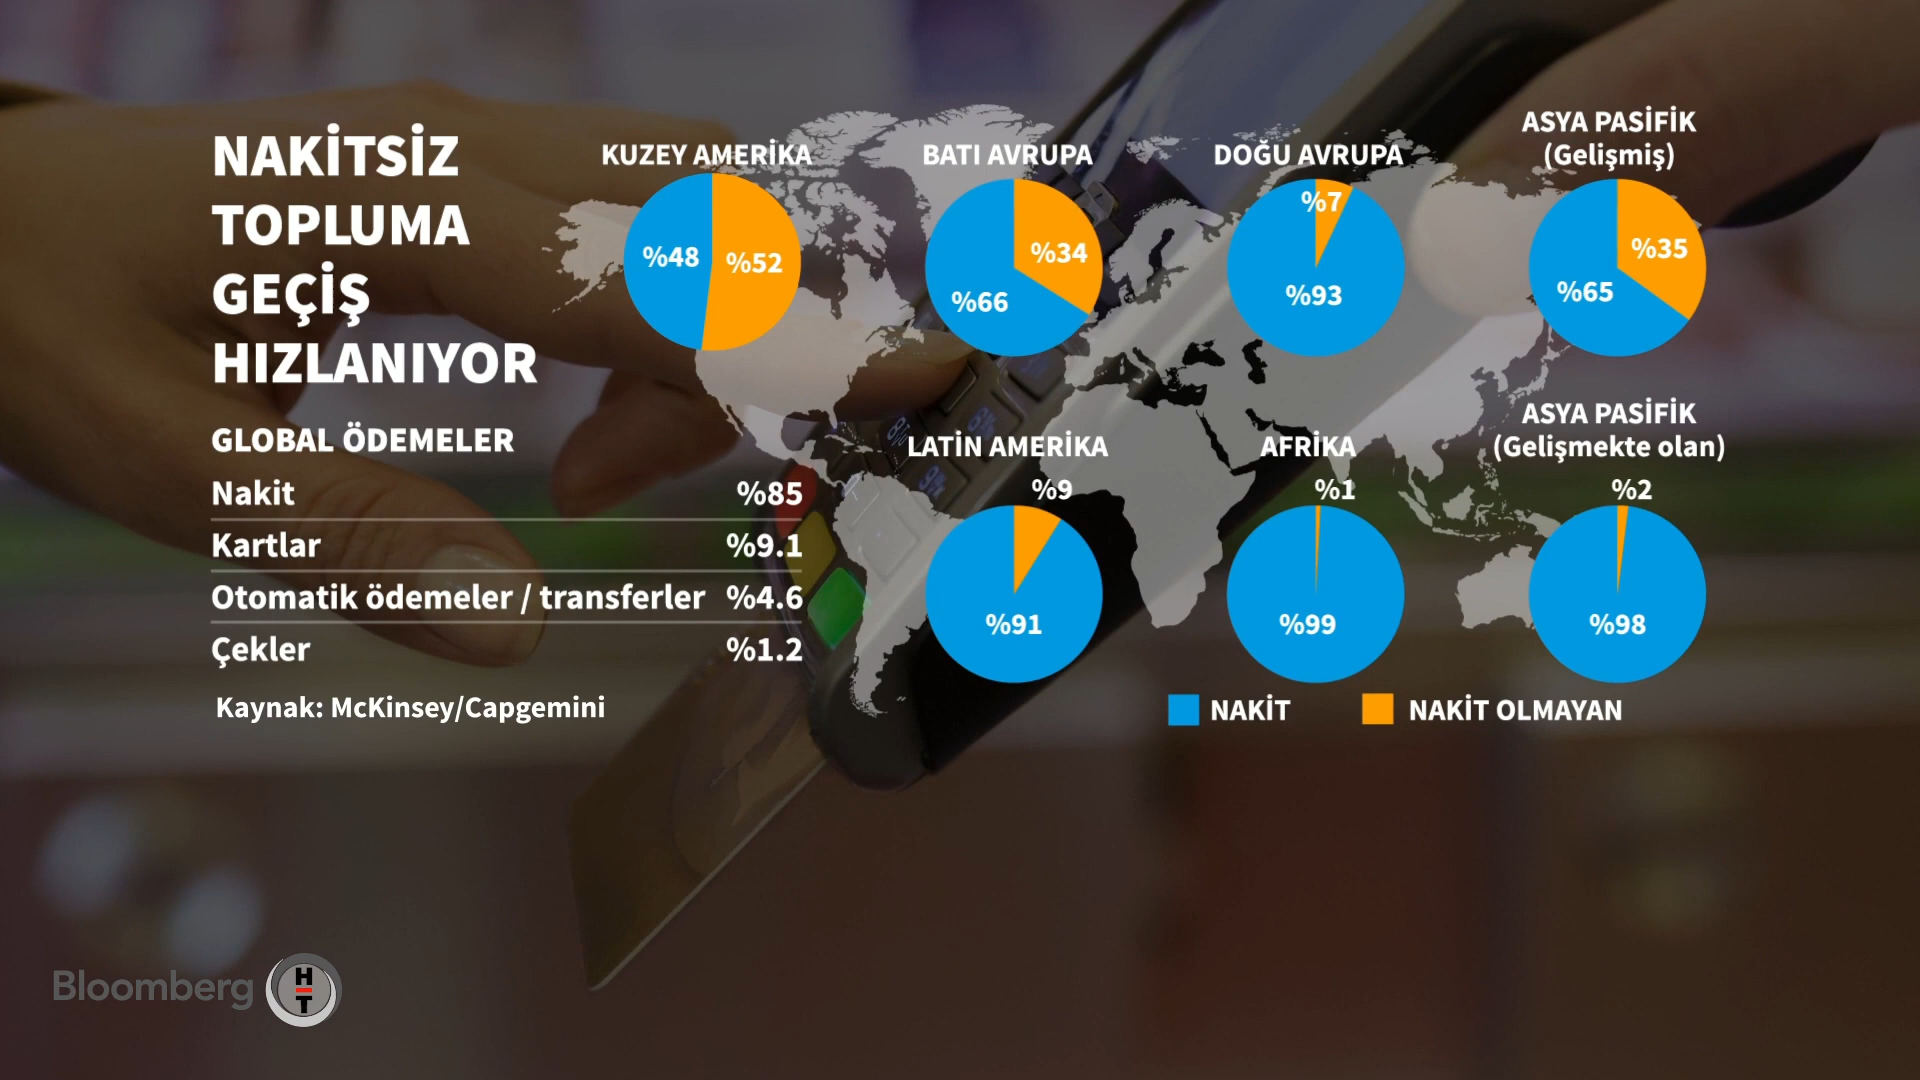 NAKİTSİZ
TOPLUMA
GEÇİŞ
HIZLANIYOR
GLOBAL ÖDEMELER
Nakit %85
Kartlar %9.1
Otomatik ödemeler / transferler %4.6
Çekler %1.2
Kaynak: McKinsey/Capgemini
KUZEY AMERİKA
%48 %52
BATI AVRUPA
%34
%66
DOĞU AVRUPA
%7
%93
ASYA PASİFİK
(Gelişmiş)
%35
%65
LATİN AMERİKA
%9
%91
AFRİKA
%1
%99
ASYA PASİFİK
(Gelişmekte olan)
%2
%98
NAKİT NAKİT OLMAYAN
Bloomberg HT